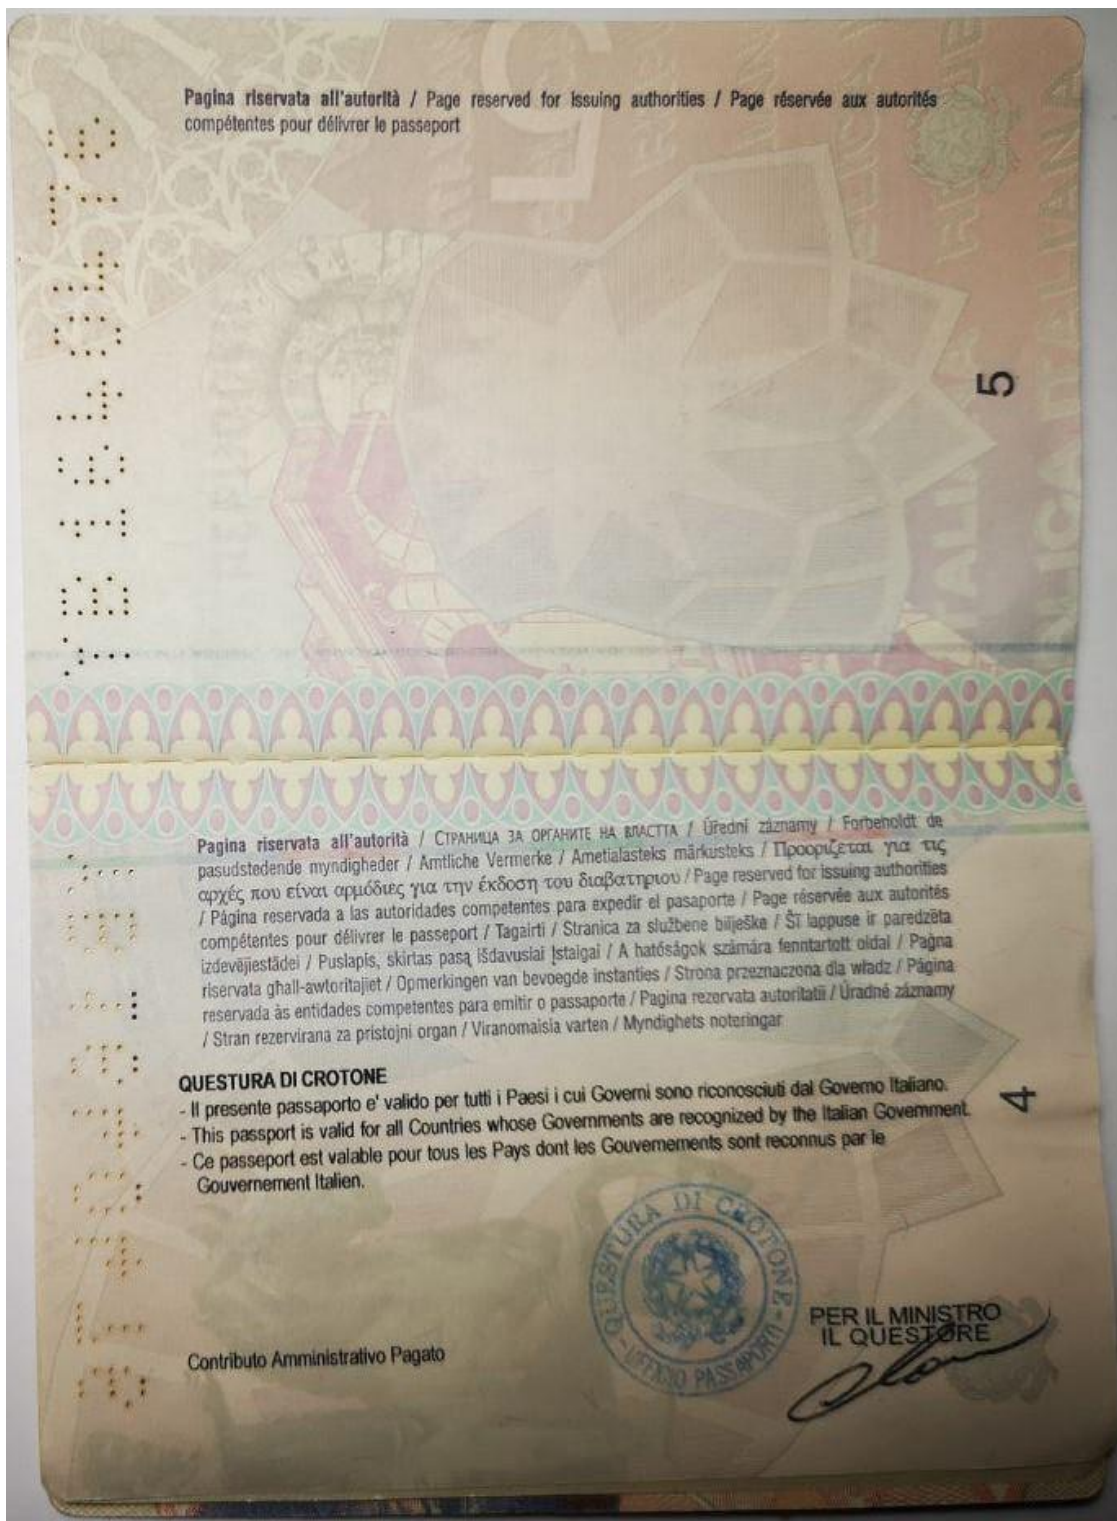 Pagina riservata all'autorità / Page reserved for issuing authorities / Page réservée aux autorités
compétentes pour délivrer le passeport
5
Pagina riservata all'autorità / СТРАНИЦА ЗА ОРГАНИТЕ НА ВЛАСТТА / Úřední záznamy / Forbeholdt de
pasudstedende myndigheder / Amtliche Vermerke / Ametialasteks märkusteks / Προορίζεται για τις
αρχές που είναι αρμόδιες για την έκδοση του διαβατηριου / Page reserved for issuing authorities
/ Página reservada a las autoridades competentes para expedir el pasaporte / Page réservée aux autorités
compétentes pour délivrer le passeport / Tagairtí / Stranica za službene bilješke / Šī lappuse ir paredzēta
izdevējiestādei / Puslapis, skirtas pasą išdavusiai įstaigai / A hatóságok számára fenntartott oldal / Paġna
riservata għall-awtoritajiet / Opmerkingen van bevoegde instanties / Strona przeznaczona dla władz / Página
reservada às entidades competentes para emitir o passaporte / Pagina rezervata autoritatii / Úradné záznamy
/ Stran rezervirana za pristojni organ / Viranomaisia varten / Myndighets noteringar
QUESTURA DI CROTONE
- Il presente passaporto e' valido per tutti i Paesi i cui Governi sono riconosciuti dal Governo Italiano.
- This passport is valid for all Countries whose Governments are recognized by the Italian Government.
- Ce passeport est valable pour tous les Pays dont les Gouvernements sont reconnus par le
Gouvernement Italien.
4
QUESTURA DI CROTONE
UFFICIO PASSAPORTI
PER IL MINISTRO
IL QUESTORE
Contributo Amministrativo Pagato